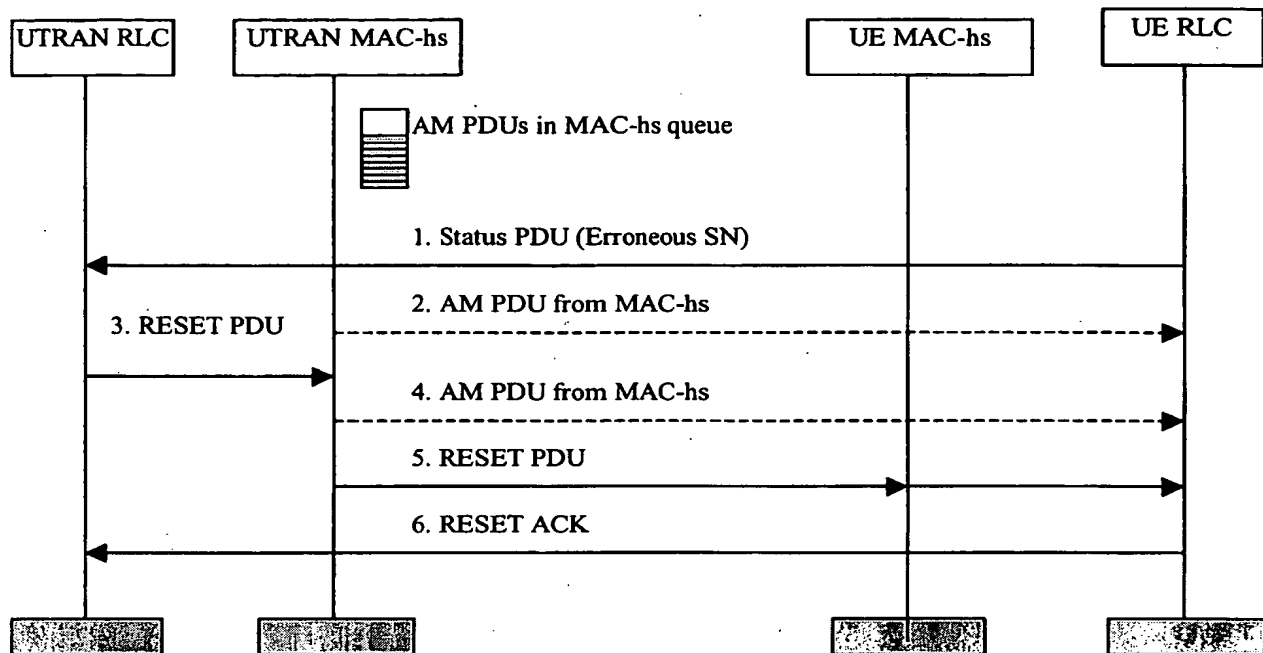 UTRAN RLC
UTRAN MAC-hs
UE MAC-hs
UE RLC
AM PDUs in MAC-hs queue
1. Status PDU (Erroneous SN)
2. AM PDU from MAC-hs
3. RESET PDU
4. AM PDU from MAC-hs
5. RESET PDU
6. RESET ACK